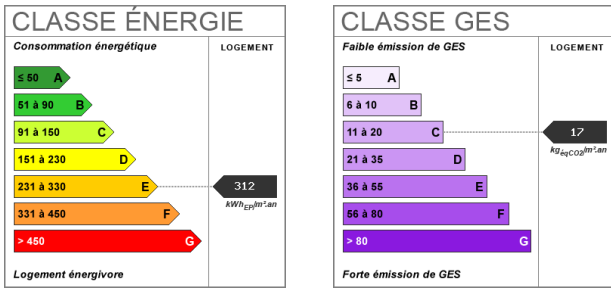 CLASSE ÉNERGIE
Consommation énergétique
LOGEMENT
≤ 50 A
51 à 90 B
91 à 150 C
151 à 230 D
231 à 330 E
312
kWhEP/m².an
331 à 450 F
> 450 G
Logement énergivore
CLASSE GES
Faible émission de GES
LOGEMENT
≤ 5 A
6 à 10 B
11 à 20 C
17
kgéqCO2/m².an
21 à 35 D
36 à 55 E
56 à 80 F
> 80 G
Forte émission de GES